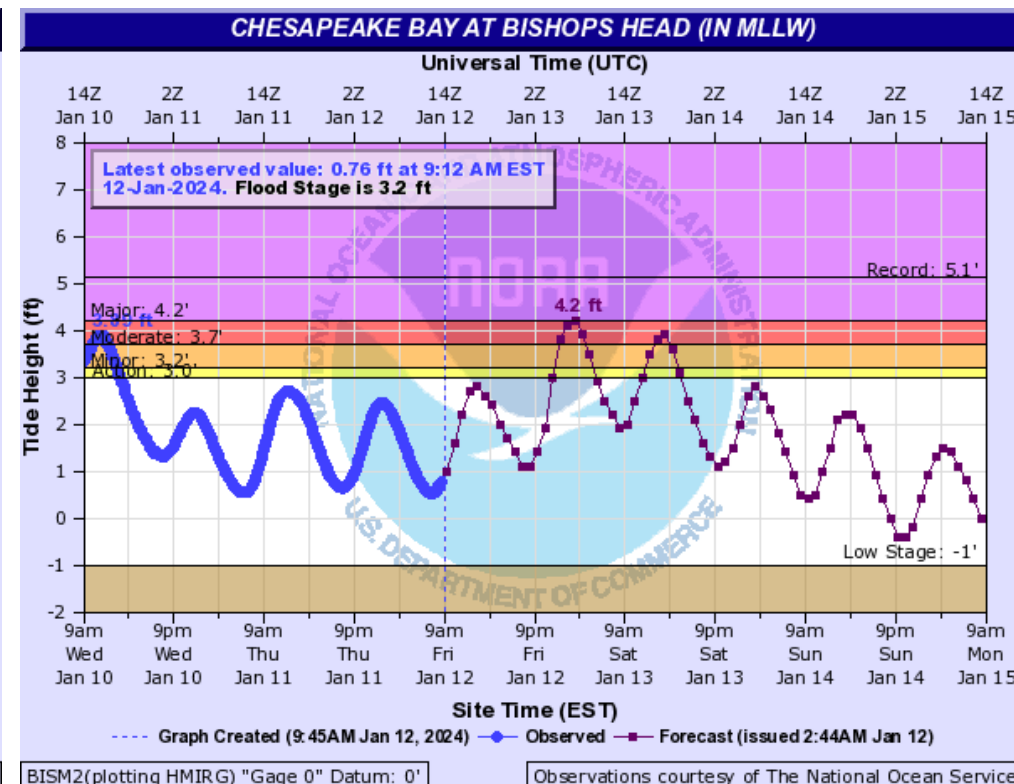 CHESAPEAKE BAY AT BISHOPS HEAD (IN MLLW)
Universal Time (UTC)
14Z 2Z 14Z 2Z 14Z 2Z 14Z 2Z 14Z 2Z 14Z
Jan 10 Jan 11 Jan 11 Jan 12 Jan 12 Jan 13 Jan 13 Jan 14 Jan 14 Jan 15 Jan 15
Latest observed value: 0.76 ft at 9:12 AM EST
12-Jan-2024. Flood Stage is 3.2 ft
Tide Height (ft)
8
7
6
5
4
3
2
1
0
-1
-2
Record: 5.1'
Major: 4.2'
4.2 ft
Moderate: 3.7'
Minor: 3.2'
Action: 3.0'
Low Stage: -1'
NATIONAL OCEANIC AND ATMOSPHERIC ADMINISTRATION
NOAA
U.S. DEPARTMENT OF COMMERCE
9am 9pm 9am 9pm 9am 9pm 9am 9pm 9am 9pm 9am
Wed Wed Thu Thu Fri Fri Sat Sat Sun Sun Mon
Jan 10 Jan 10 Jan 11 Jan 11 Jan 12 Jan 12 Jan 13 Jan 13 Jan 14 Jan 14 Jan 15
Site Time (EST)
Graph Created (9:45AM Jan 12, 2024) Observed Forecast (issued 2:44AM Jan 12)
BISM2(plotting HMIRG) "Gage 0" Datum: 0'
Observations courtesy of The National Ocean Service